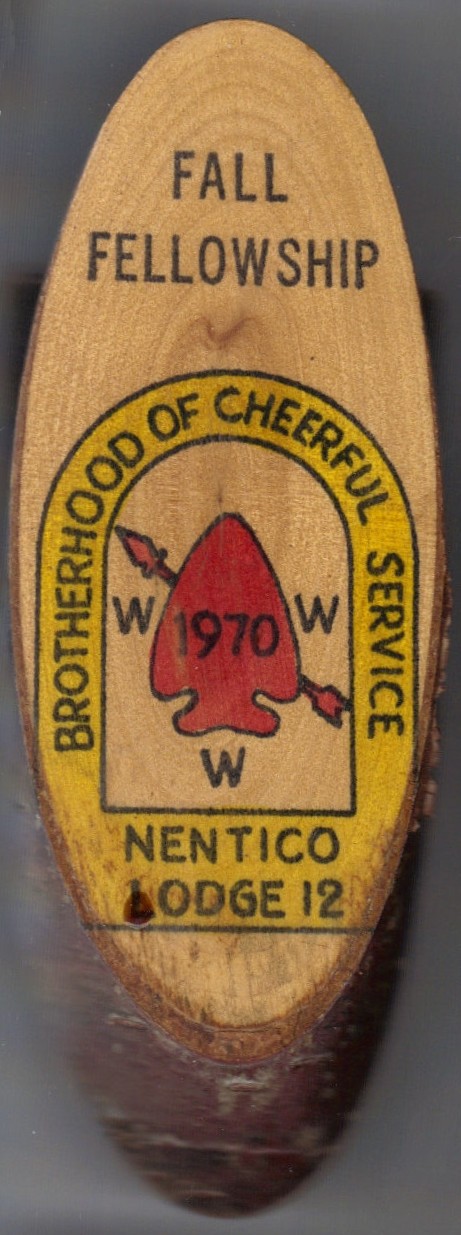 FALL
FELLOWSHIP
BROTHERHOOD OF CHEERFUL SERVICE
W 1970 W
W
NENTICO
LODGE 12